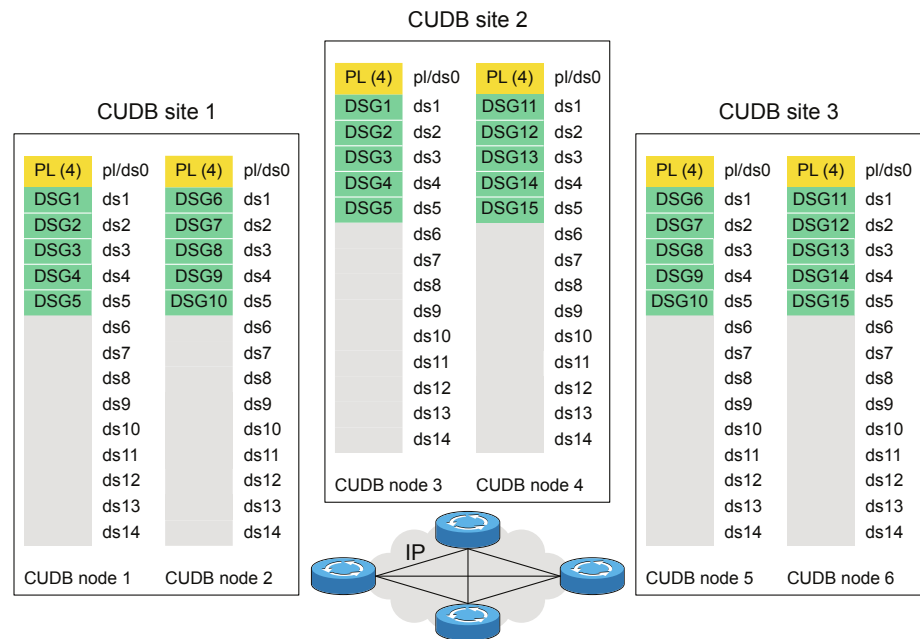 CUDB site 2
PL (4) pl/ds0 PL (4) pl/ds0
DSG1 ds1 DSG11 ds1
DSG2 ds2 DSG12 ds2
DSG3 ds3 DSG13 ds3
DSG4 ds4 DSG14 ds4
DSG5 ds5 DSG15 ds5
ds6 ds6
ds7 ds7
ds8 ds8
ds9 ds9
ds10 ds10
ds11 ds11
ds12 ds12
ds13 ds13
ds14 ds14
CUDB node 3 CUDB node 4
CUDB site 1
PL (4) pl/ds0 PL (4) pl/ds0
DSG1 ds1 DSG6 ds1
DSG2 ds2 DSG7 ds2
DSG3 ds3 DSG8 ds3
DSG4 ds4 DSG9 ds4
DSG5 ds5 DSG10 ds5
ds6 ds6
ds7 ds7
ds8 ds8
ds9 ds9
ds10 ds10
ds11 ds11
ds12 ds12
ds13 ds13
ds14 ds14
CUDB node 1 CUDB node 2
CUDB site 3
PL (4) pl/ds0 PL (4) pl/ds0
DSG6 ds1 DSG11 ds1
DSG7 ds2 DSG12 ds2
DSG8 ds3 DSG13 ds3
DSG9 ds4 DSG14 ds4
DSG10 ds5 DSG15 ds5
ds6 ds6
ds7 ds7
ds8 ds8
ds9 ds9
ds10 ds10
ds11 ds11
ds12 ds12
ds13 ds13
ds14 ds14
CUDB node 5 CUDB node 6
IP